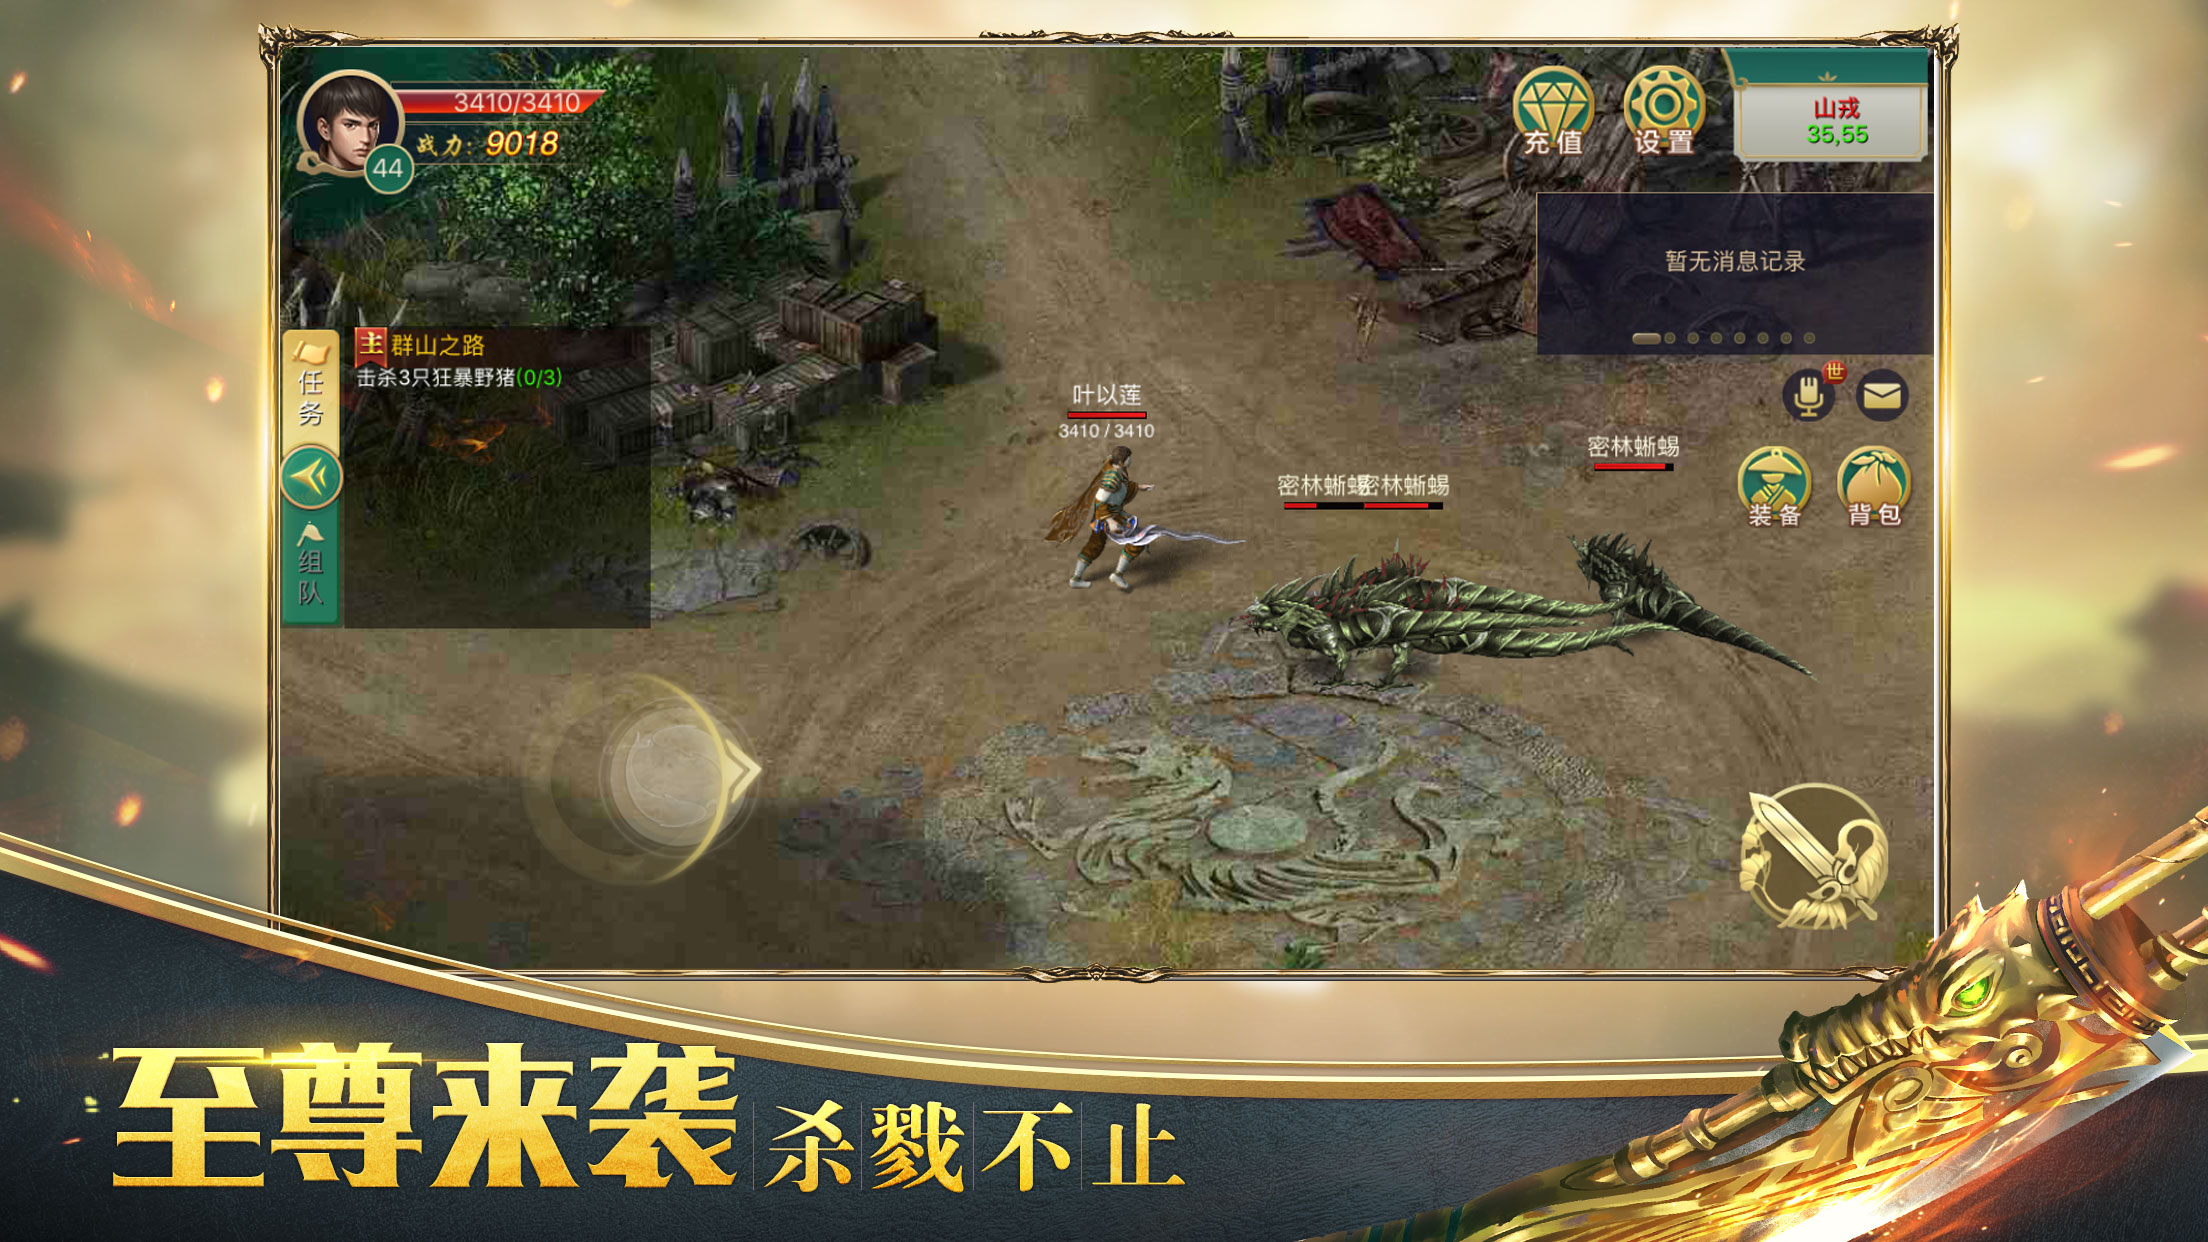 3410/3410
战力：9018
44
充值
设置
山戎
35,55
暂无消息记录
主 群山之路
击杀3只狂暴野猪(0/3)
任务
组队
叶以莲
3410 / 3410
密林蜥蜴
密林蜥蜴
密林蜥蜴
世
装备
背包
至尊来袭 杀戮不止